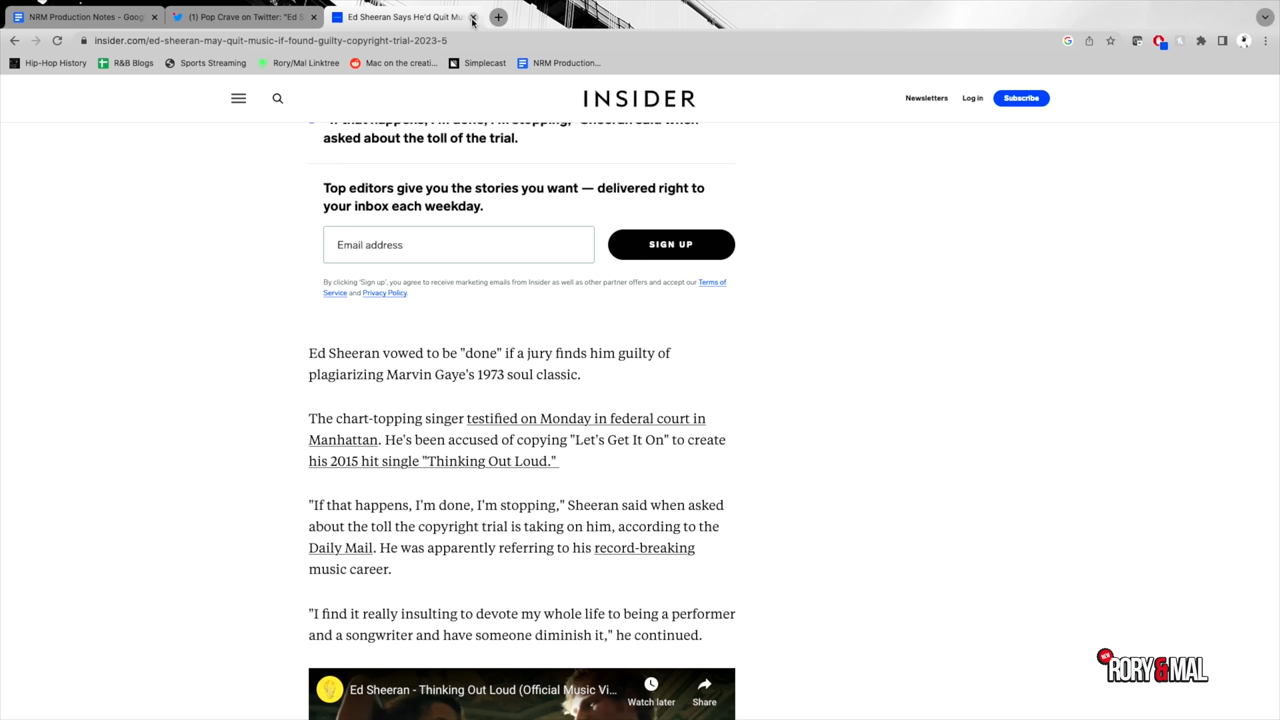 NRM Production Notes - Goog
(1) Pop Crave on Twitter: "Ed S
Ed Sheeran Says He'd Quit Mu
insider.com/ed-sheeran-may-quit-music-if-found-guilty-copyright-trial-2023-5
Hip-Hop History
R&B Blogs
Sports Streaming
Rory/Mal Linktree
Mac on the creati...
Simplecast
NRM Production...
INSIDER
Newsletters
Log in
Subscribe
"If that happens, I'm done, I'm stopping," Sheeran said when
asked about the toll of the trial.
Top editors give you the stories you want — delivered right to
your inbox each weekday.
Email address
SIGN UP
By clicking 'Sign up', you agree to receive marketing emails from Insider as well as other partner offers and accept our Terms of
Service and Privacy Policy.
Ed Sheeran vowed to be "done" if a jury finds him guilty of
plagiarizing Marvin Gaye's 1973 soul classic.
The chart-topping singer testified on Monday in federal court in
Manhattan. He's been accused of copying "Let's Get It On" to create
his 2015 hit single "Thinking Out Loud."
"If that happens, I'm done, I'm stopping," Sheeran said when asked
about the toll the copyright trial is taking on him, according to the
Daily Mail. He was apparently referring to his record-breaking
music career.
"I find it really insulting to devote my whole life to being a performer
and a songwriter and have someone diminish it," he continued.
Ed Sheeran - Thinking Out Loud (Official Music Vi...
Watch later
Share
NEW
RORY & MAL